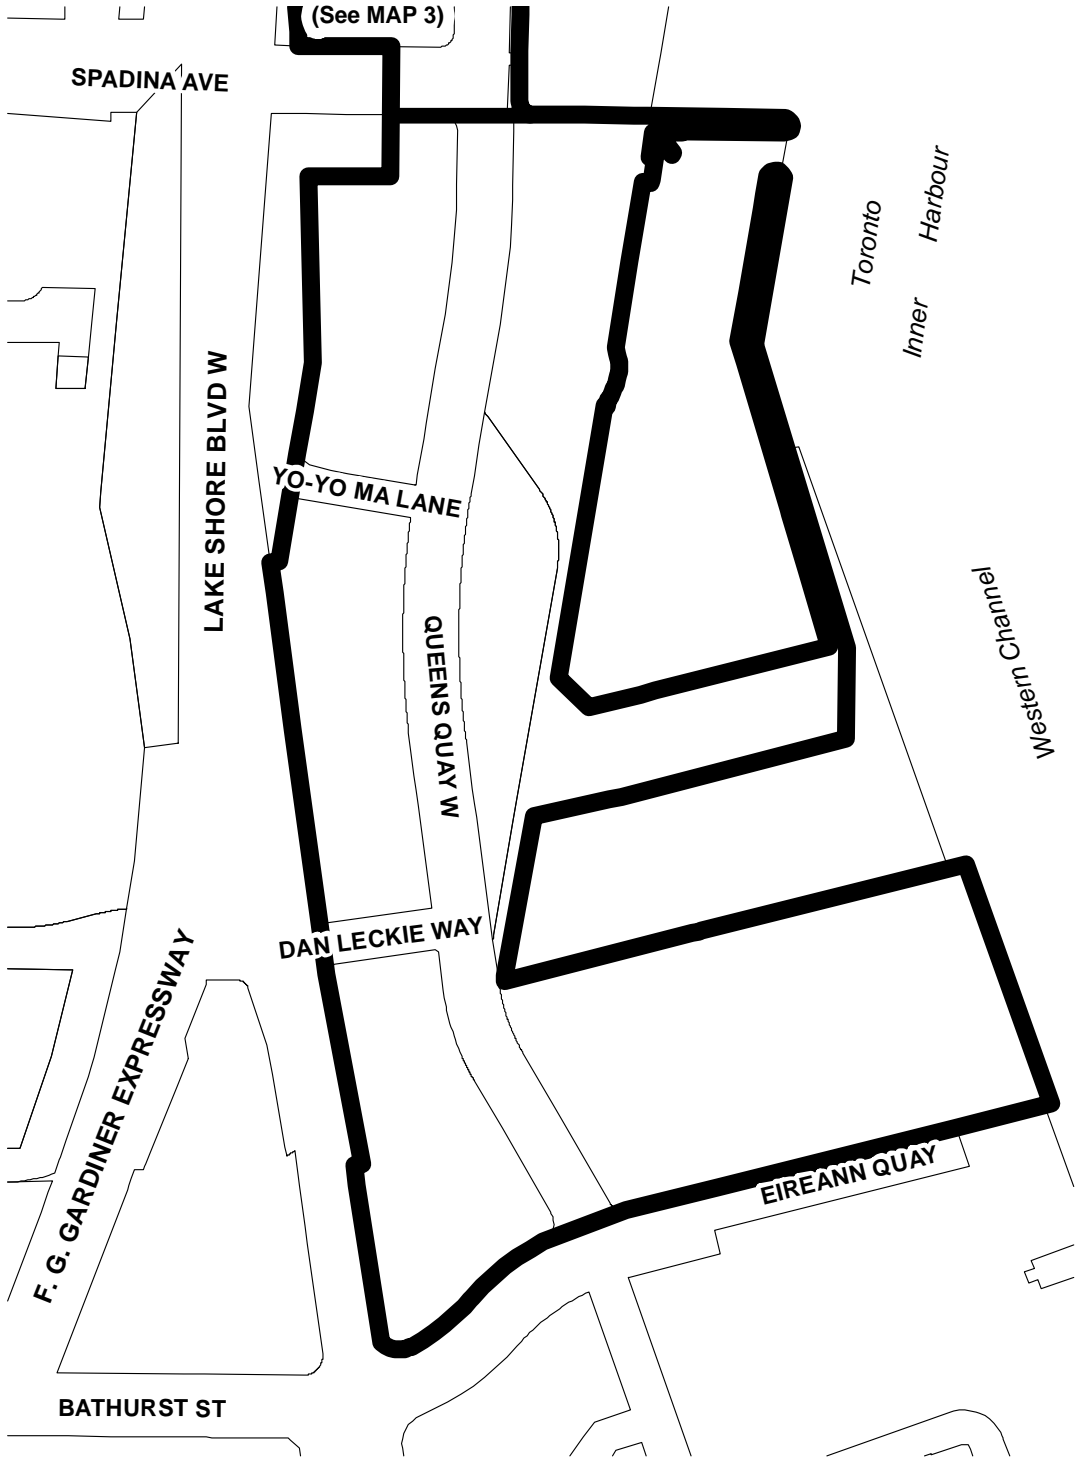 (See MAP 3)
SPADINA AVE
Toronto
Harbour
Inner
LAKE SHORE BLVD W
YO-YO MA LANE
QUEENS QUAY W
Western Channel
DAN LECKIE WAY
F. G. GARDINER EXPRESSWAY
EIREANN QUAY
BATHURST ST